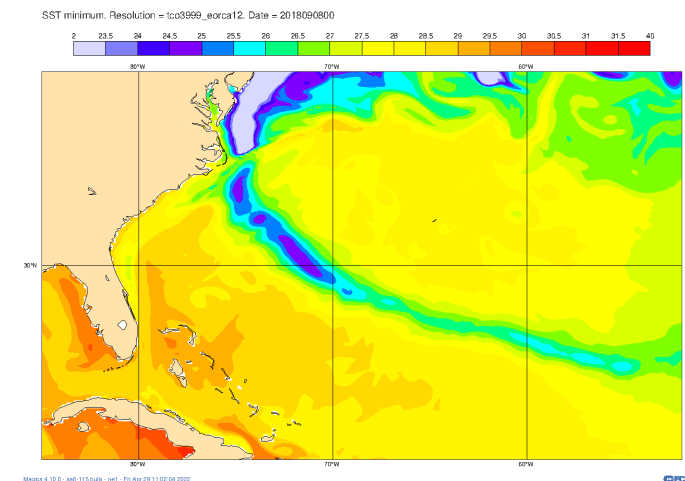 SST minimum. Resolution = tco3999_eorca12. Date = 2018090800
2 23.5 24 24.5 25 25.5 26 26.5 27 27.5 28 28.5 29 29.5 30 30.5 31 31.5 40
80°W 70°W 60°W
30°N
80°W 70°W 60°W
Magics 4.10.0 - aa6-115.bullx - ne1 - Fri Apr 29 11:02:04 2022